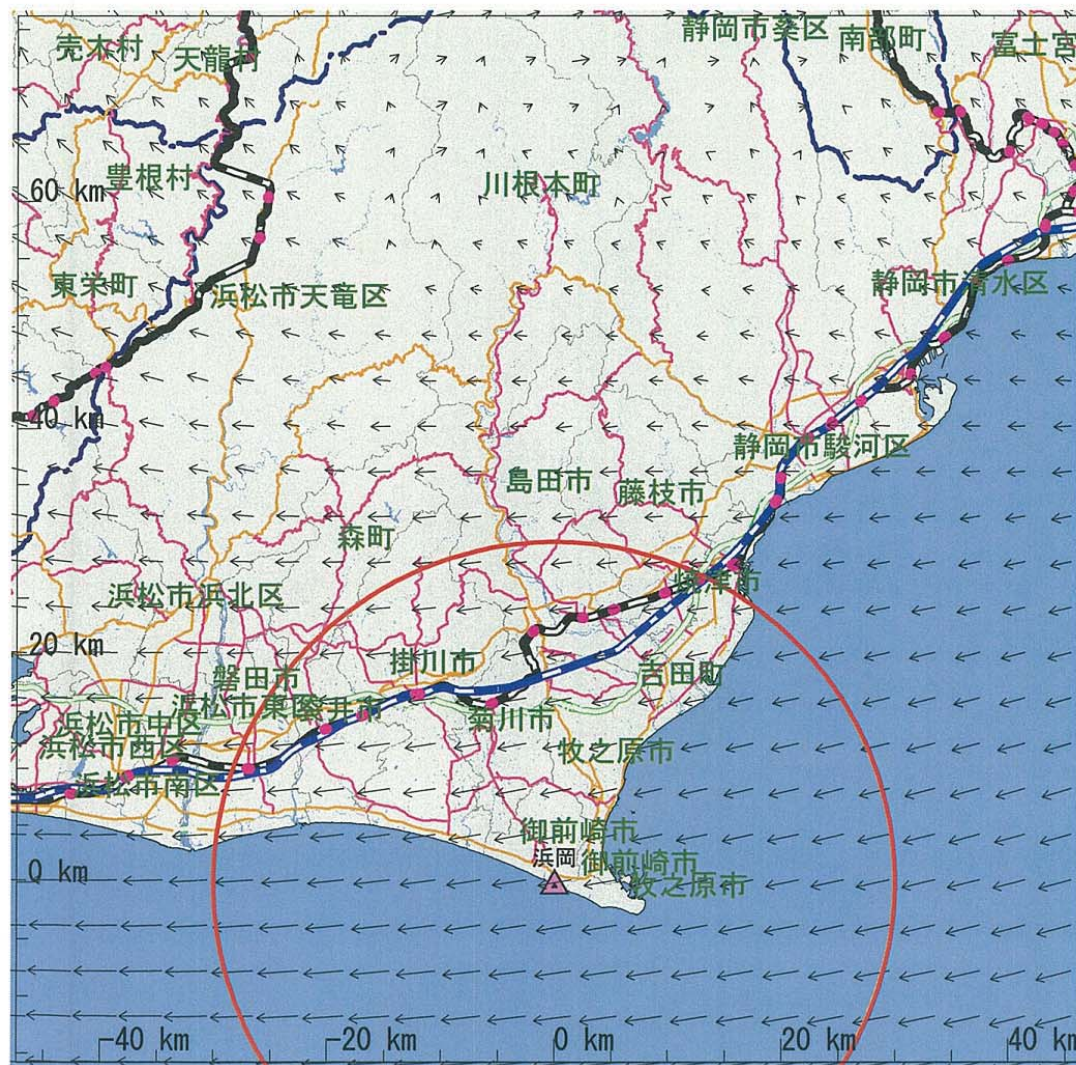 売木村
天龍村
静岡市葵区
南部町
富士宮
豊根村
60 km
川根本町
東栄町
浜松市天竜区
静岡市清水区
40 km
静岡市駿河区
島田市
藤枝市
森町
焼津市
浜松市浜北区
20 km
掛川市
吉田町
磐田市
浜松市東区
袋井市
菊川市
浜松市中区
浜松市西区
牧之原市
浜松市南区
御前崎市
浜岡
御前崎市
0 km
牧之原市
-40 km
-20 km
0 km
20 km
40 km